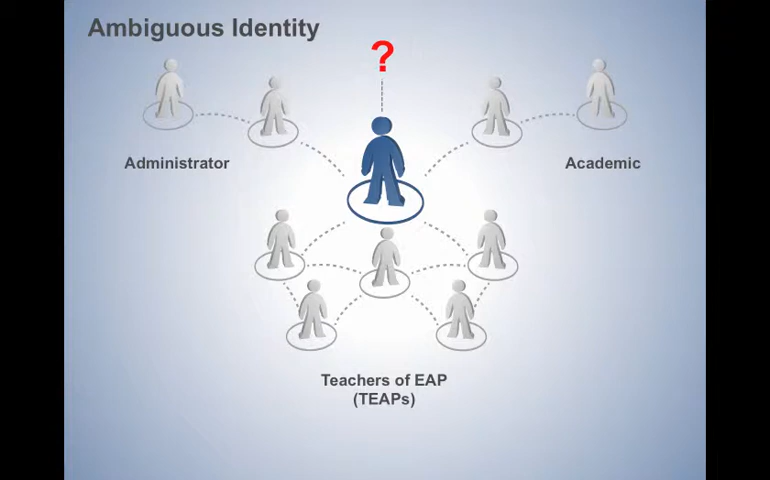 Ambiguous Identity
?
Administrator
Academic
Teachers of EAP
(TEAPs)